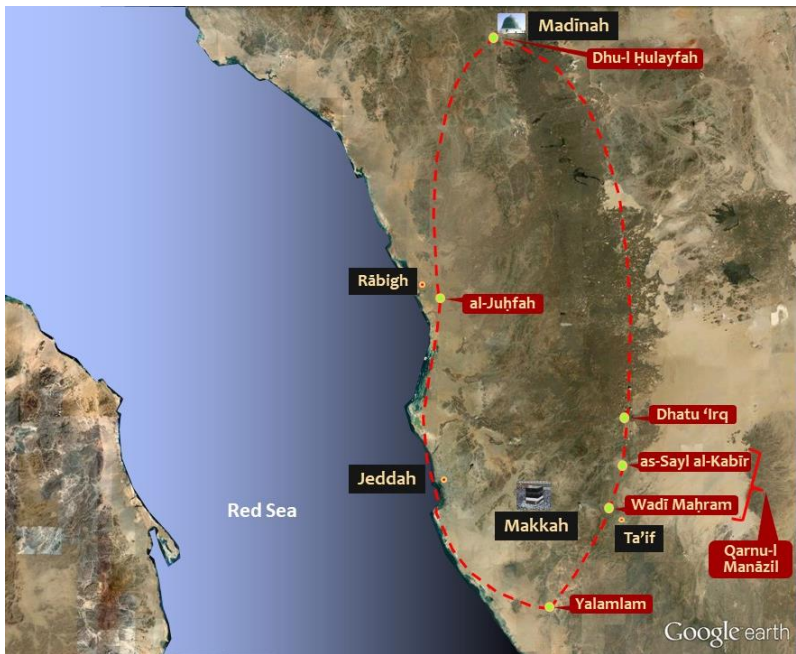 Madīnah
Dhu-l Ḥulayfah
Rābigh
al-Juḥfah
Dhatu ‘Irq
as-Sayl al-Kabīr
Jeddah
Wadī Maḥram
Red Sea
Makkah
Ta’if
Qarnu-l
Manāzil
Yalamlam
Google earth